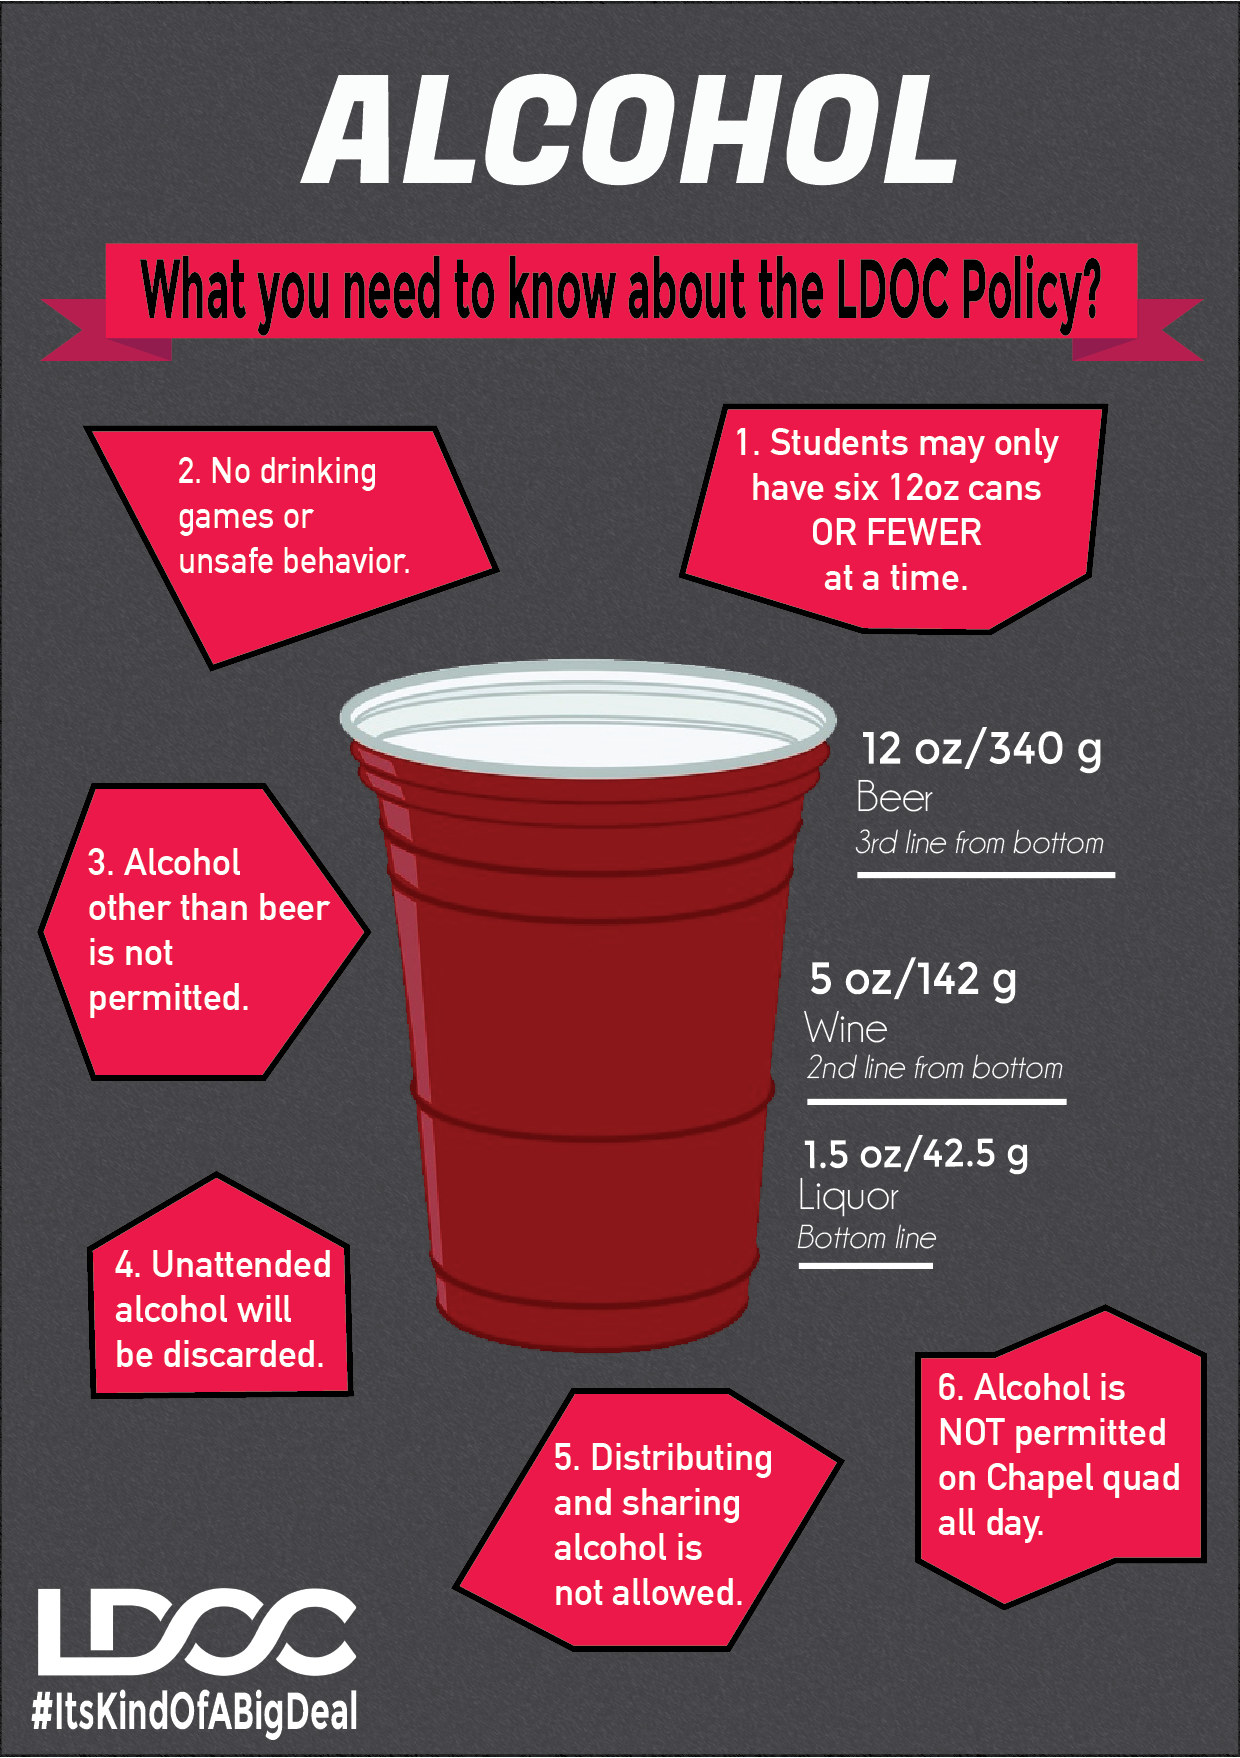 ALCOHOL
What you need to know about the LDOC Policy?
1. Students may only
have six 12oz cans
OR FEWER
at a time.
2. No drinking
games or
unsafe behavior.
12 oz/340 g
Beer
3rd line from bottom
3. Alcohol
other than beer
is not
permitted.
5 oz/142 g
Wine
2nd line from bottom
1.5 oz/42.5 g
Liquor
Bottom line
4. Unattended
alcohol will
be discarded.
5. Distributing
and sharing
alcohol is
not allowed.
6. Alcohol is
NOT permitted
on Chapel quad
all day.
LDOC
#ItsKindOfABigDeal